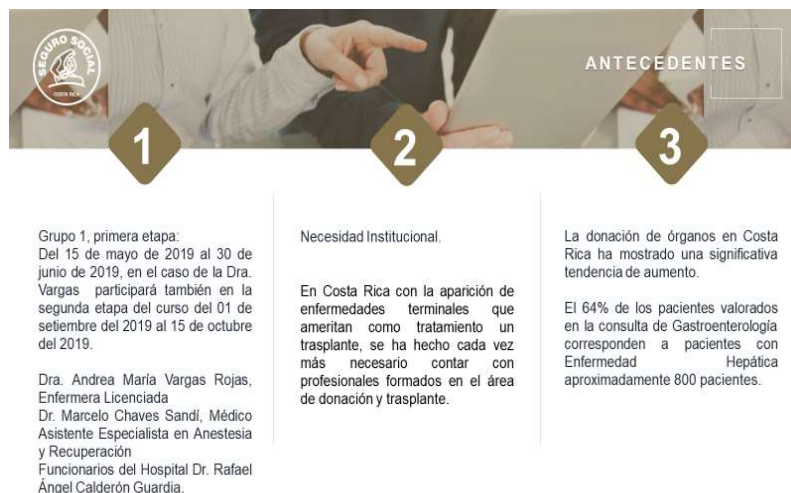 SEGURO SOCIAL
COSTA RICA
ANTECEDENTES
1
Grupo 1, primera etapa:
Del 15 de mayo de 2019 al 30 de
junio de 2019, en el caso de la Dra.
Vargas participará también en la
segunda etapa del curso del 01 de
setiembre del 2019 al 15 de octubre
del 2019.
Dra. Andrea María Vargas Rojas,
Enfermera Licenciada
Dr. Marcelo Chaves Sandí, Médico
Asistente Especialista en Anestesia
y Recuperación
Funcionarios del Hospital Dr. Rafael
Ángel Calderón Guardia.
2
Necesidad Institucional.
En Costa Rica con la aparición de
enfermedades terminales que
ameritan como tratamiento un
trasplante, se ha hecho cada vez
más necesario contar con
profesionales formados en el área
de donación y trasplante.
3
La donación de órganos en Costa
Rica ha mostrado una significativa
tendencia de aumento.
El 64% de los pacientes valorados
en la consulta de Gastroenterología
corresponden a pacientes con
Enfermedad Hepática
aproximadamente 800 pacientes.